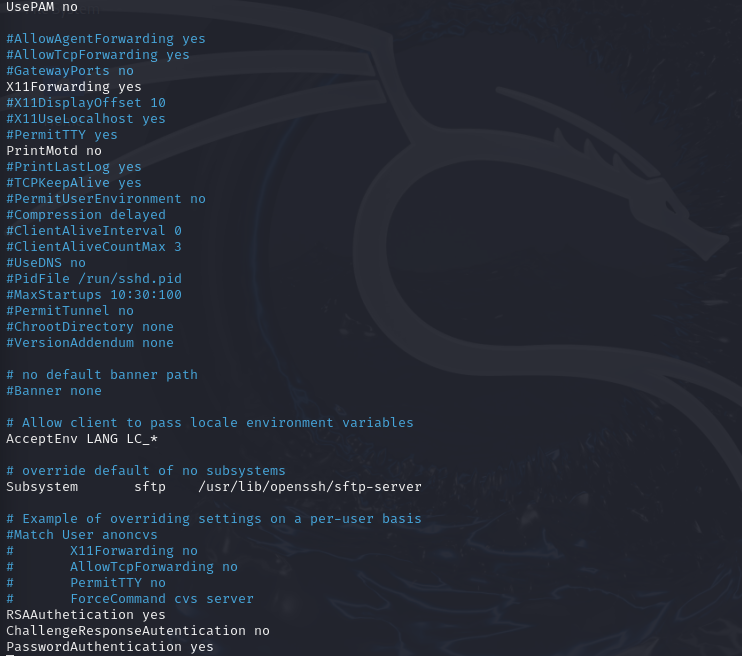 UsePAM no
#AllowAgentForwarding yes
#AllowTcpForwarding yes
#GatewayPorts no
X11Forwarding yes
#X11DisplayOffset 10
#X11UseLocalhost yes
#PermitTTY yes
PrintMotd no
#PrintLastLog yes
#TCPKeepAlive yes
#PermitUserEnvironment no
#Compression delayed
#ClientAliveInterval 0
#ClientAliveCountMax 3
#UseDNS no
#PidFile /run/sshd.pid
#MaxStartups 10:30:100
#PermitTunnel no
#ChrootDirectory none
#VersionAddendum none
# no default banner path
#Banner none
# Allow client to pass locale environment variables
AcceptEnv LANG LC_*
# override default of no subsystems
Subsystem       sftp    /usr/lib/openssh/sftp-server
# Example of overriding settings on a per-user basis
#Match User anoncvs
#       X11Forwarding no
#       AllowTcpForwarding no
#       PermitTTY no
#       ForceCommand cvs server
RSAAuthetication yes
ChallengeResponseAutentication no
PasswordAuthentication yes